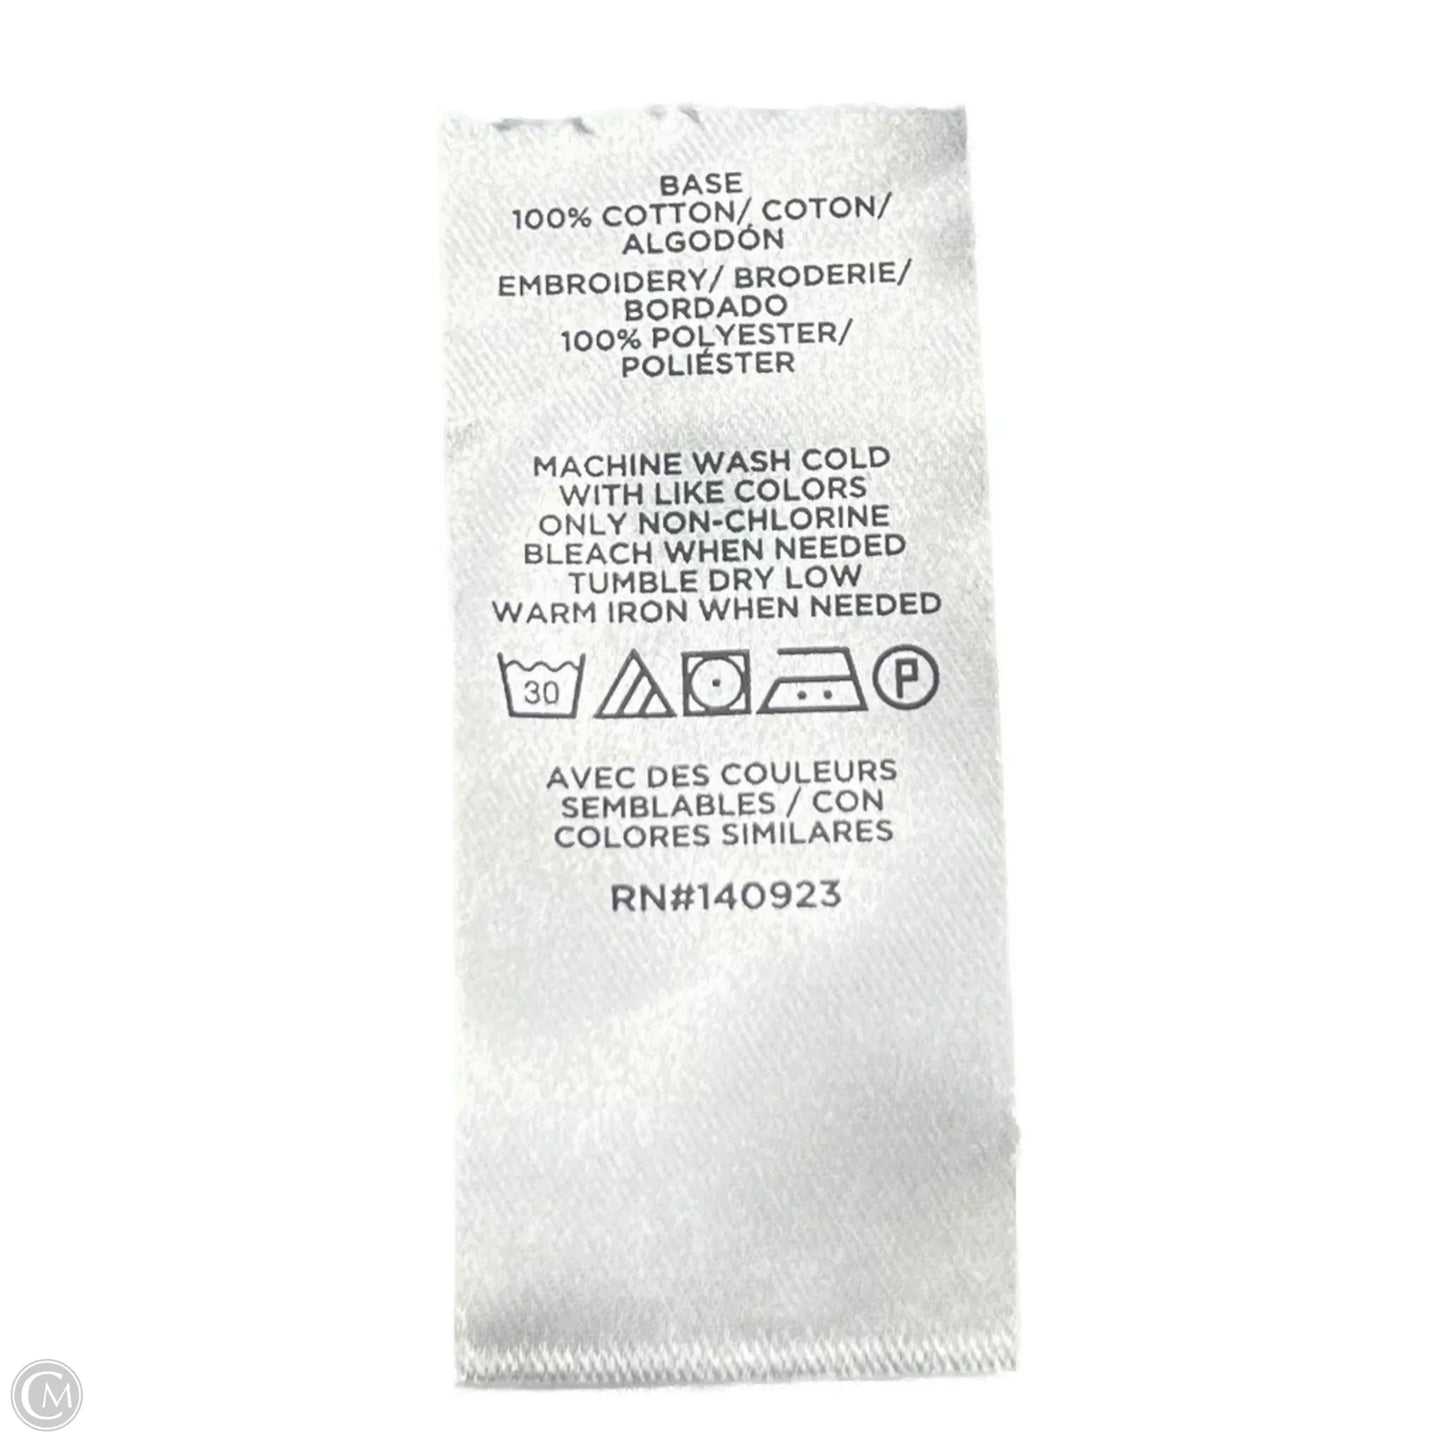 BASE
100% COTTON/ COTON/
ALGODÓN
EMBROIDERY/ BRODERIE/
BORDADO
100% POLYESTER/
POLIÉSTER
MACHINE WASH COLD
WITH LIKE COLORS
ONLY NON-CHLORINE
BLEACH WHEN NEEDED
TUMBLE DRY LOW
WARM IRON WHEN NEEDED
30 P
AVEC DES COULEURS
SEMBLABLES / CON
COLORES SIMILARES
RN#140923
CM